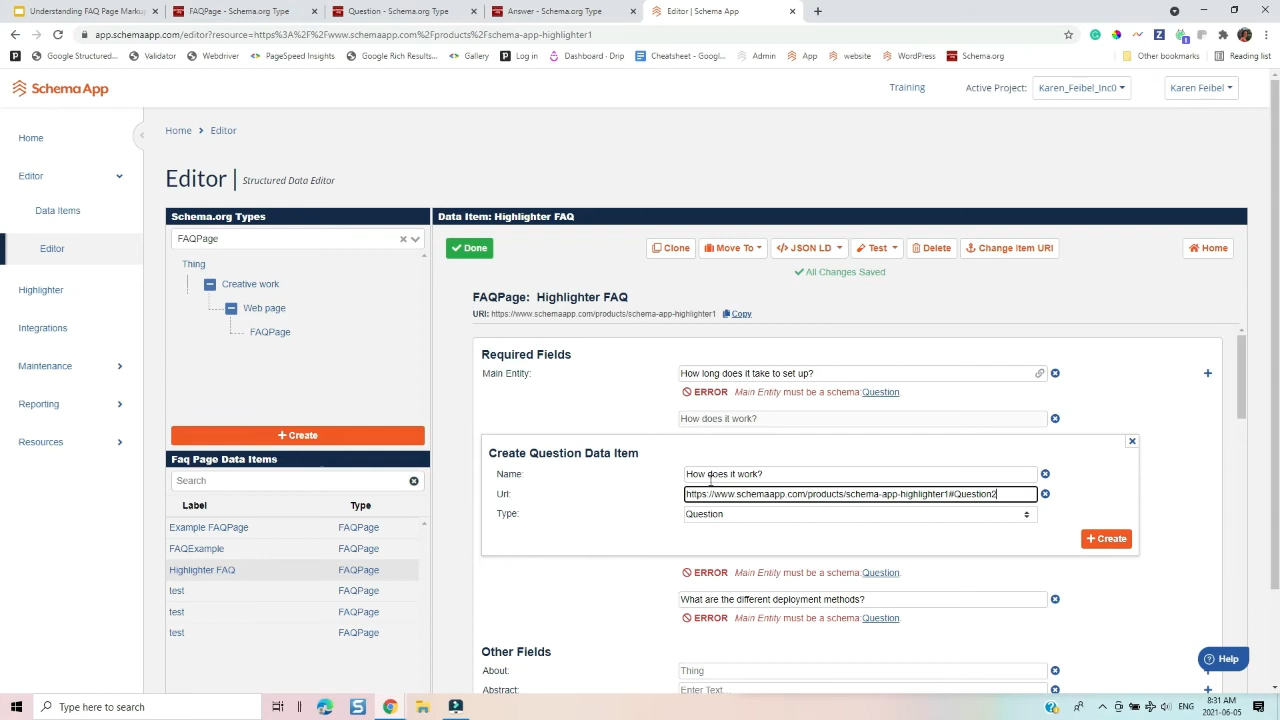 Understanding FAQ Page Marku
FAQPage - Schema.org Type
Question - Schema.org Type
Answer - Schema.org Type
Editor | Schema App
app.schemaapp.com/editor?resource=https%3A%2F%2Fwww.schemaapp.com%2Fproducts%2Fschema-app-highlighter1
Google Structured...
Validator
Webdriver
PageSpeed Insights
Google Rich Results...
Gallery
Log in
Dashboard - Drip
Cheatsheet - Googl...
Admin
App
website
WordPress
Schema.org
Other bookmarks
Reading list
Schema App
Training
Active Project:
Karen_Feibel_Inc0
Karen Feibel
Home
Editor
Data Items
Editor
Highlighter
Integrations
Maintenance
Reporting
Resources
Home > Editor
Editor | Structured Data Editor
Schema.org Types
FAQPage
Thing
Creative work
Web page
FAQPage
+ Create
Faq Page Data Items
Search
Label Type
Example FAQPage FAQPage
FAQExample FAQPage
Highlighter FAQ FAQPage
test FAQPage
test FAQPage
test FAQPage
Data Item: Highlighter FAQ
Done
Clone
Move To
JSON LD
Test
Delete
Change Item URI
Home
All Changes Saved
FAQPage: Highlighter FAQ
URI: https://www.schemaapp.com/products/schema-app-highlighter1 Copy
Required Fields
Main Entity: How long does it take to set up?
ERROR Main Entity must be a schema:Question.
How does it work?
Create Question Data Item
Name: How does it work?
Url: https://www.schemaapp.com/products/schema-app-highlighter1#Question2
Type: Question
+ Create
ERROR Main Entity must be a schema:Question.
What are the different deployment methods?
ERROR Main Entity must be a schema:Question.
Other Fields
About: Thing
Abstract: Enter Text...
Help
Type here to search
ENG
8:31 AM
2021-06-05